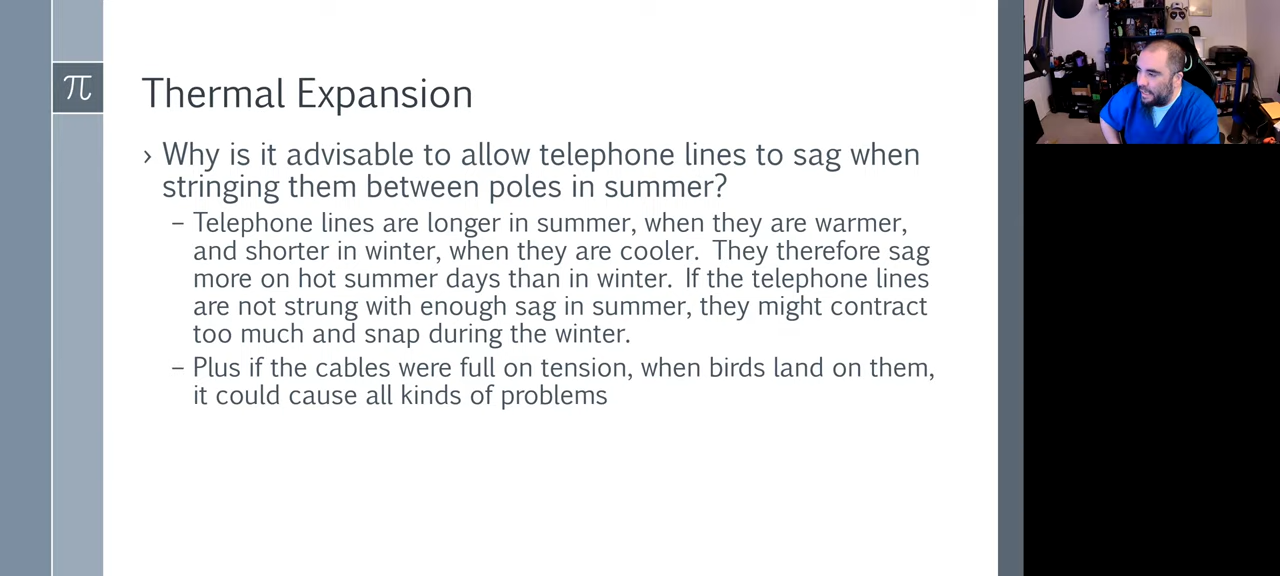 π
Thermal Expansion
› Why is it advisable to allow telephone lines to sag when
stringing them between poles in summer?
– Telephone lines are longer in summer, when they are warmer,
and shorter in winter, when they are cooler. They therefore sag
more on hot summer days than in winter. If the telephone lines
are not strung with enough sag in summer, they might contract
too much and snap during the winter.
– Plus if the cables were full on tension, when birds land on them,
it could cause all kinds of problems